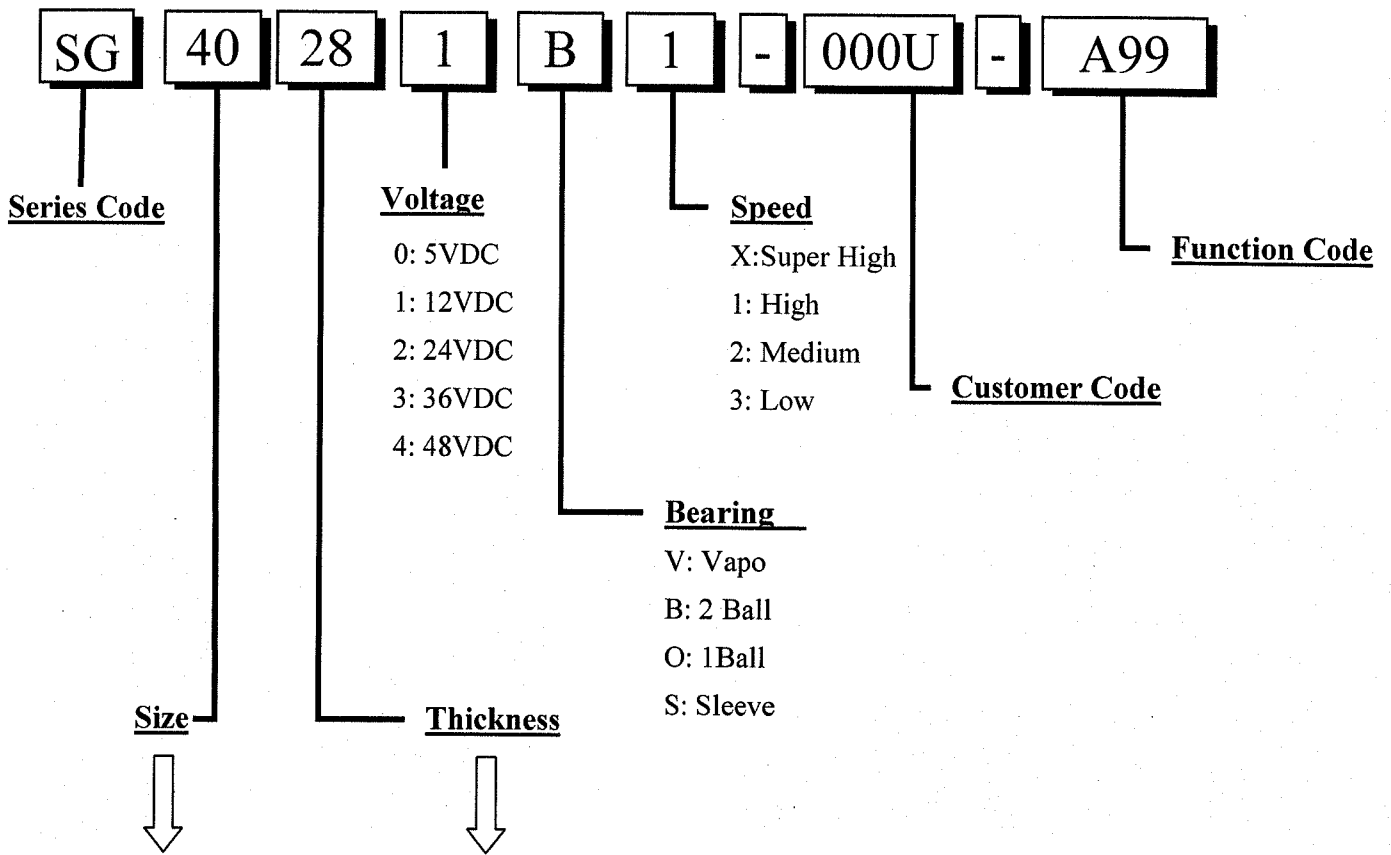 SG 40 28 1 B 1 - 000U - A99
Series Code
Voltage
0: 5VDC
1: 12VDC
2: 24VDC
3: 36VDC
4: 48VDC
Speed
X:Super High
1: High
2: Medium
3: Low
Function Code
Customer Code
Bearing
V: Vapo
B: 2 Ball
O: 1Ball
S: Sleeve
Size
Thickness